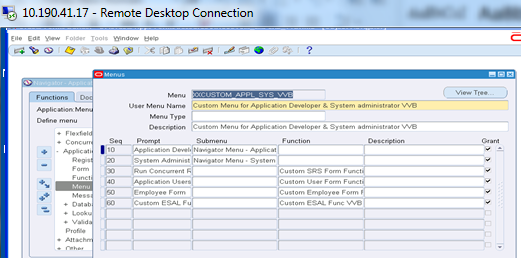 10.190.41.17 - Remote Desktop Connection
File Edit View Folder Tools Window Help
Menus
Navigator - Applic
Functions Doc
Menu XXCUSTOM_APPL_SYS_VVB
View Tree...
Application Menu
User Menu Name Custom Menu for Application Developer & System administrator VVB
Menu Type
Define menu
Description Custom Menu for Application Developer & System administrator VVB
+ Flexfield
+ Concurre
- Applicatio
Regist
Form
Functi
Menu
Messa
+ Databa
+ Looku
+ Valida
Profile
+ Attachme
+ Other
Seq Prompt Submenu Function Description Grant
10 Application Develo Navigator Menu - Applicat
20 System Administ Navigator Menu - System
30 Run Concurrent R Custom SRS Form Functi
40 Application Users Custom User Form Functi
50 Employee Form Custom Employee Form F
60 Custom ESAL Fu Custom ESAL Func VVB